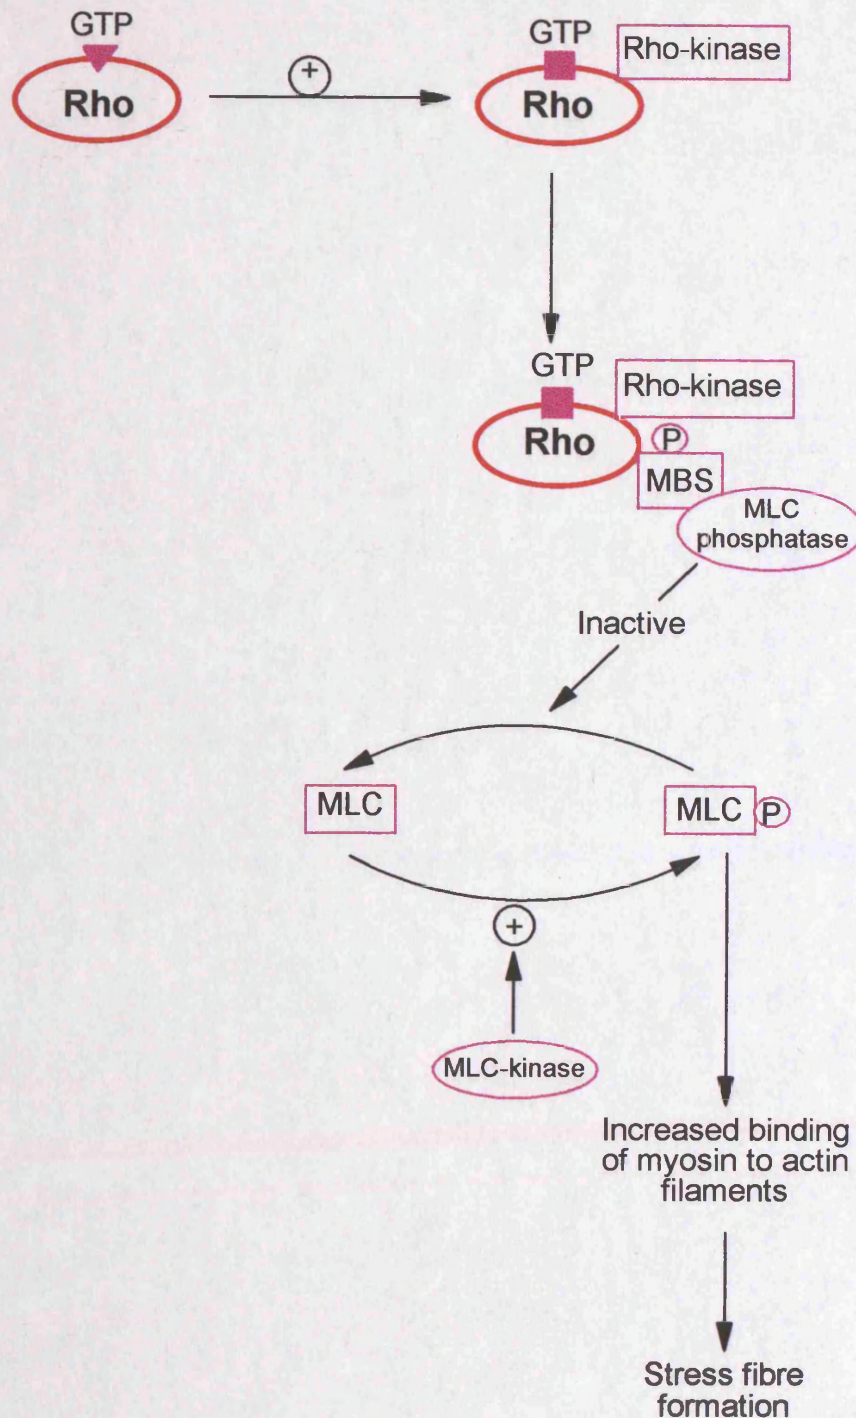 GTP
Rho
+
GTP
Rho-kinase
Rho
GTP
Rho-kinase
Rho
P
MBS
MLC
phosphatase
Inactive
MLC
MLC P
+
MLC-kinase
Increased binding
of myosin to actin
filaments
Stress fibre
formation